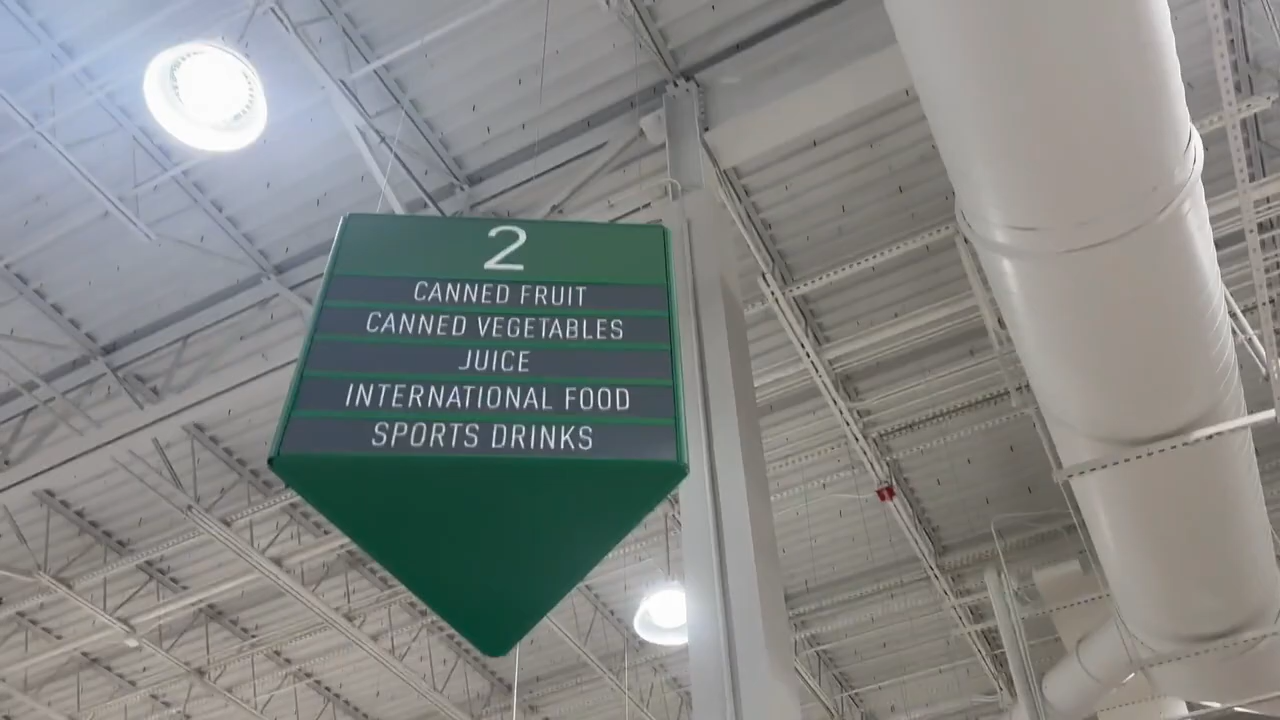 2
CANNED FRUIT
CANNED VEGETABLES
JUICE
INTERNATIONAL FOOD
SPORTS DRINKS